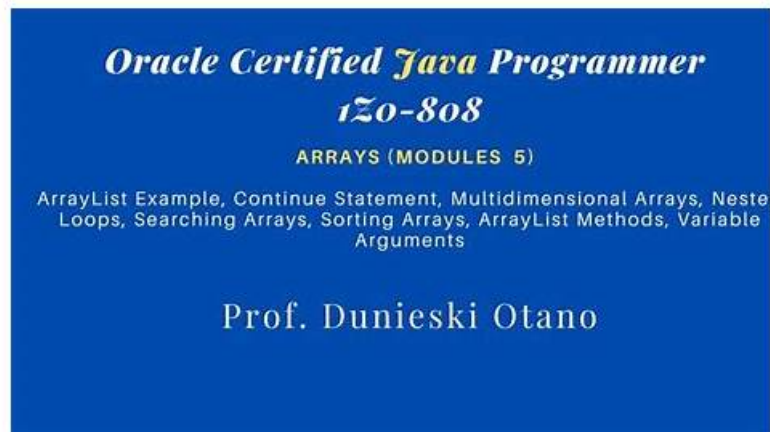 Oracle Certified Java Programmer
1Z0-808
ARRAYS (MODULES 5)
ArrayList Example, Continue Statement, Multidimensional Arrays, Neste
Loops, Searching Arrays, Sorting Arrays, ArrayList Methods, Variable
Arguments
Prof. Dunieski Otano